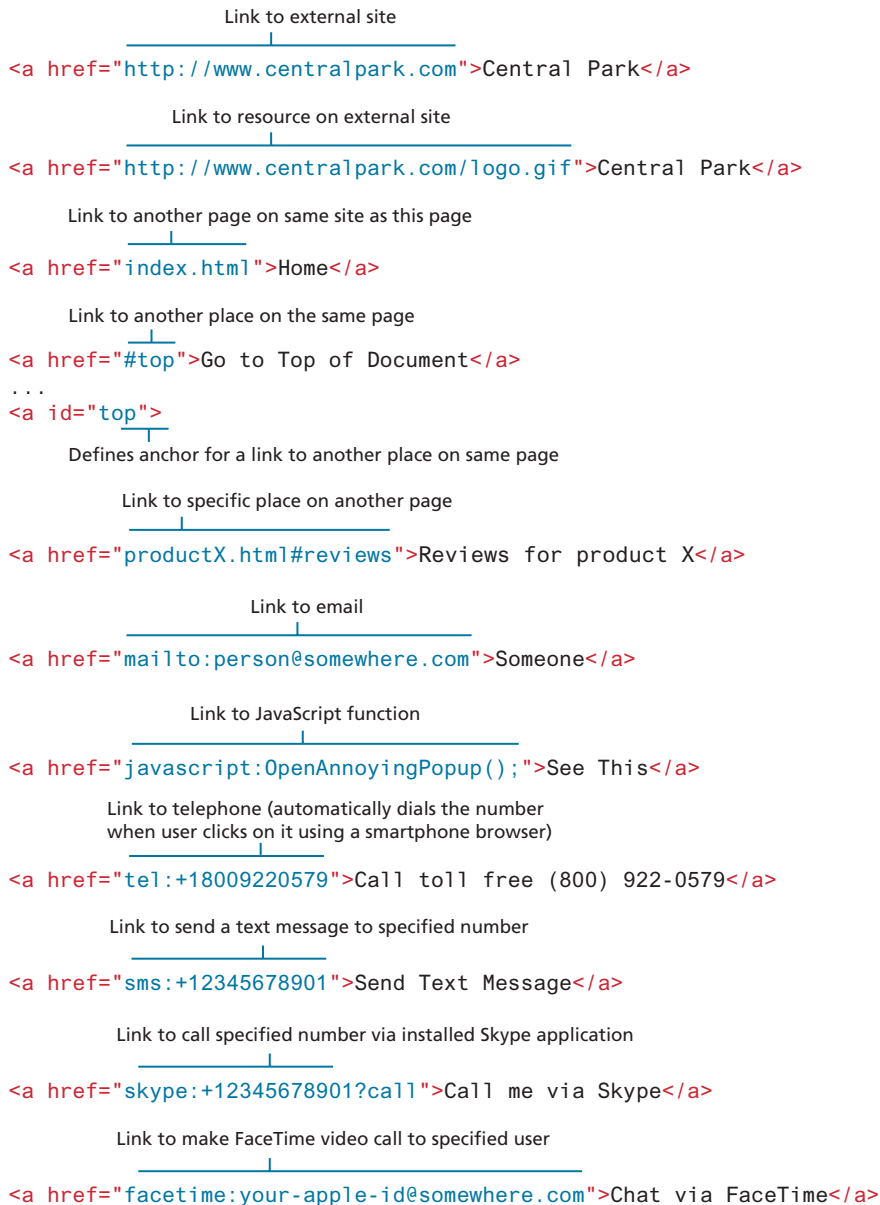 Link to external site
<a href="http://www.centralpark.com">Central Park</a>
Link to resource on external site
<a href="http://www.centralpark.com/logo.gif">Central Park</a>
Link to another page on same site as this page
<a href="index.html">Home</a>
Link to another place on the same page
<a href="#top">Go to Top of Document</a>
...
<a id="top">
Defines anchor for a link to another place on same page
Link to specific place on another page
<a href="productX.html#reviews">Reviews for product X</a>
Link to email
<a href="mailto:person@somewhere.com">Someone</a>
Link to JavaScript function
<a href="javascript:OpenAnnoyingPopup();">See This</a>
Link to telephone (automatically dials the number
when user clicks on it using a smartphone browser)
<a href="tel:+18009220579">Call toll free (800) 922-0579</a>
Link to send a text message to specified number
<a href="sms:+12345678901">Send Text Message</a>
Link to call specified number via installed Skype application
<a href="skype:+12345678901?call">Call me via Skype</a>
Link to make FaceTime video call to specified user
<a href="facetime:your-apple-id@somewhere.com">Chat via FaceTime</a>